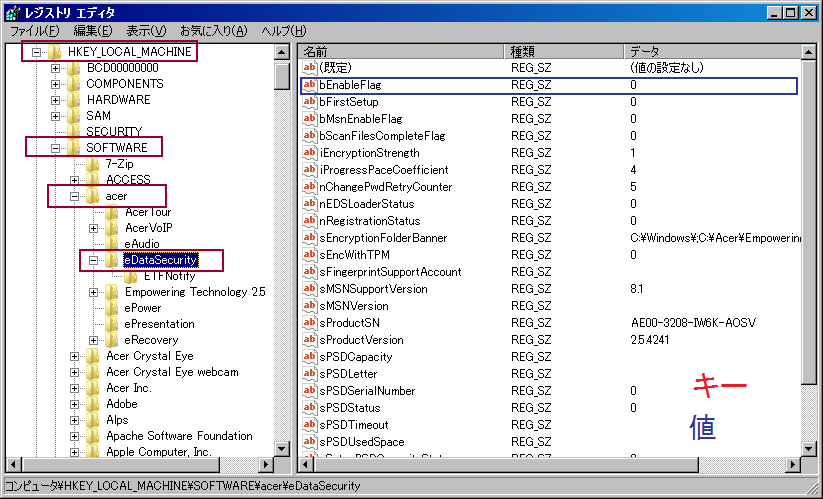 レジストリ エディタ
ファイル(F) 編集(E) 表示(V) お気に入り(A) ヘルプ(H)
HKEY_LOCAL_MACHINE
BCD00000000
COMPONENTS
HARDWARE
SAM
SECURITY
SOFTWARE
7-Zip
ACCESS
acer
AcerTour
AcerVoIP
eAudio
eDataSecurity
ETFNotify
Empowering Technology 2.5
ePower
ePresentation
eRecovery
Acer Crystal Eye
Acer Crystal Eye webcam
Acer Inc.
Adobe
Alps
Apache Software Foundation
Apple Computer, Inc.
名前 種類 データ
(既定) REG_SZ (値の設定なし)
bEnableFlag REG_SZ 0
bFirstSetup REG_SZ 0
bMsnEnableFlag REG_SZ 0
bScanFilesCompleteFlag REG_SZ 0
iEncryptionStrength REG_SZ 1
iProgressPaceCoefficient REG_SZ 4
nChangePwdRetryCounter REG_SZ 5
nEDSLoaderStatus REG_SZ 0
nRegistrationStatus REG_SZ 0
sEncryptionFolderBanner REG_SZ C:¥Windows¥;C:¥Acer¥Empowerin
sEncWithTPM REG_SZ 0
sFingerprintSupportAccount REG_SZ
sMSNSupportVersion REG_SZ 8.1
sMSNVersion REG_SZ
sProductSN REG_SZ AE00-3208-IW6K-AOSV
sProductVersion REG_SZ 2.5.4241
sPSDCapacity REG_SZ
sPSDLetter REG_SZ
sPSDSerialNumber REG_SZ 0
sPSDStatus REG_SZ 0
sPSDTimeout REG_SZ
sPSDUsedSpace REG_SZ
キー
値
コンピュータ¥HKEY_LOCAL_MACHINE¥SOFTWARE¥acer¥eDataSecurity